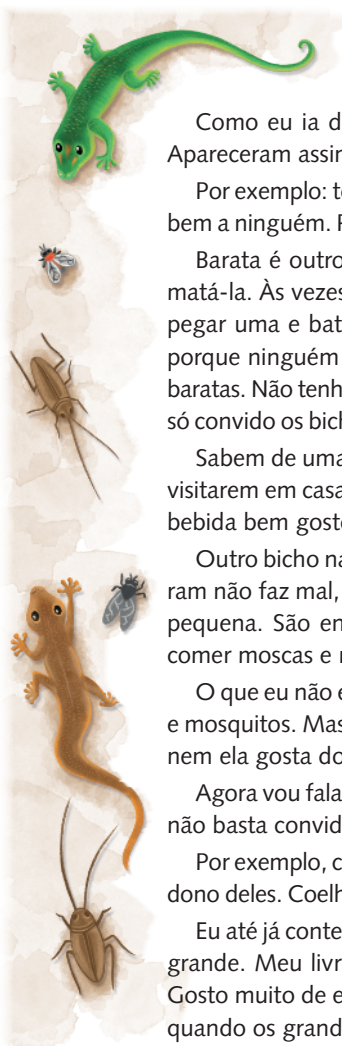 Como eu ia d
Apareceram assin
Por exemplo: t
bem a ninguém.
Barata é outro
matá-la. Às vezes
pegar uma e bat
porque ninguém
baratas. Não tenh
só convido os bich
Sabem de uma
visitarem em casa
bebida bem gost
Outro bicho na
ram não faz mal,
pequena. São en
comer moscas e
O que eu não e
e mosquitos. Mas
nem ela gosta do
Agora vou fala
não basta convid
Por exemplo, c
dono deles. Coelh
Eu até já conte
grande. Meu livr
Gosto muito de e
quando os grand